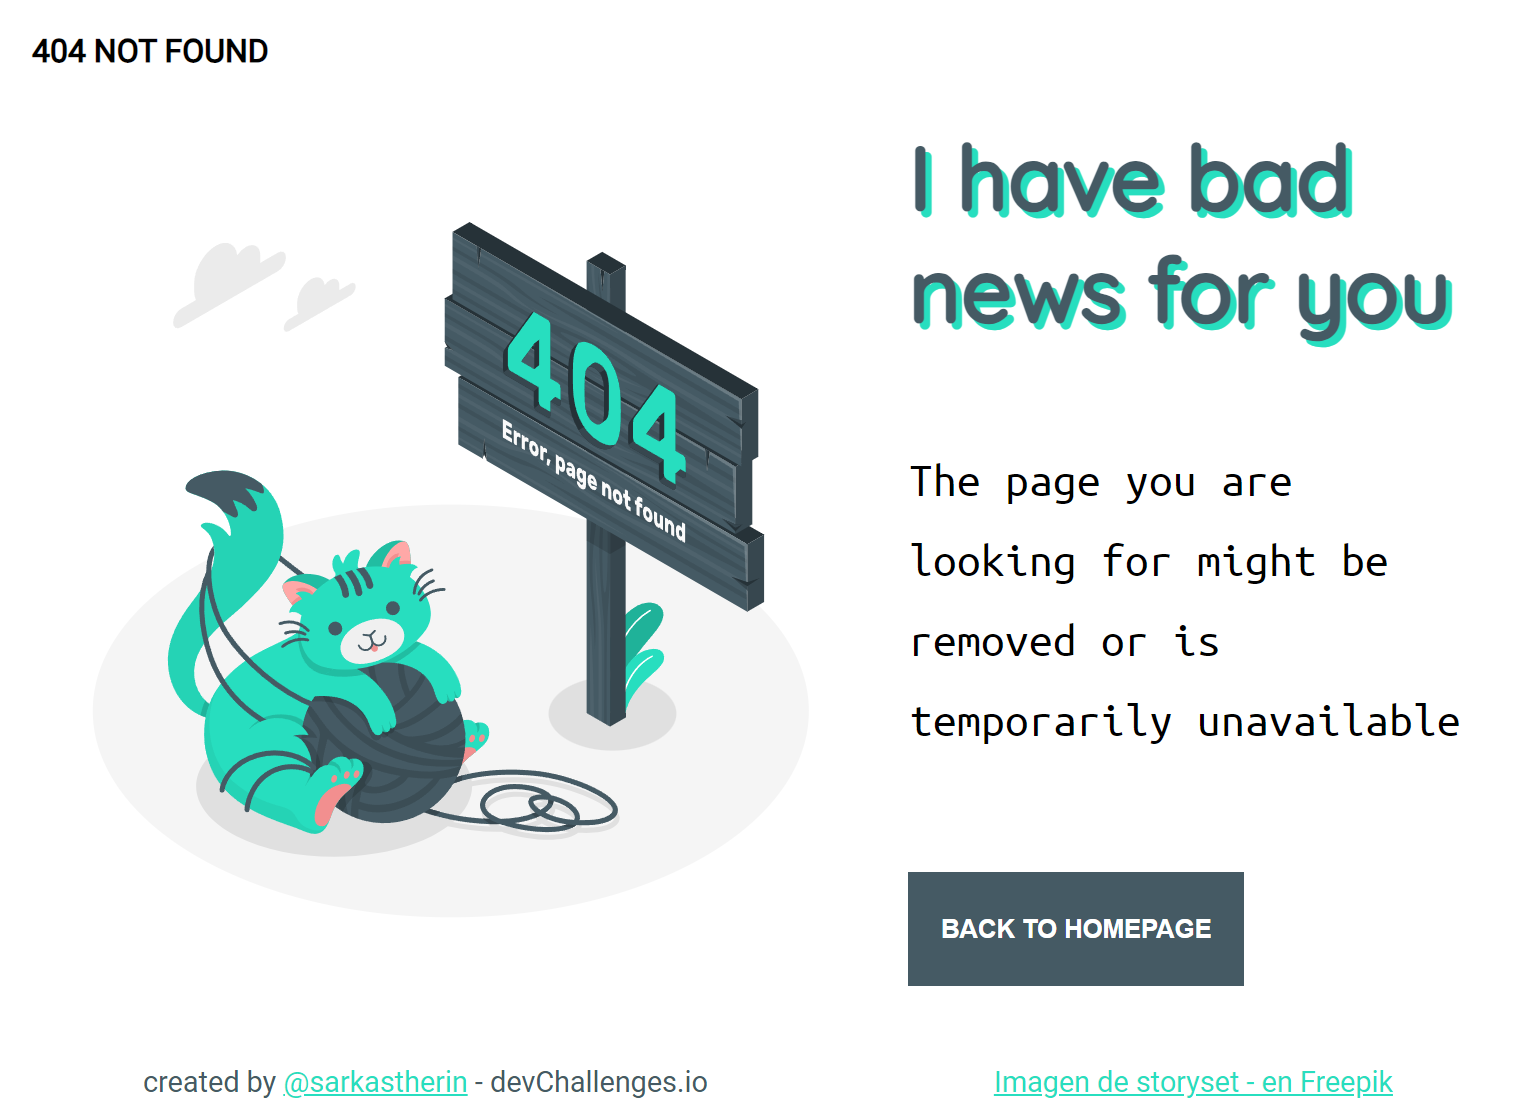 404 NOT FOUND
I have bad
news for you
404
Error, page not found
The page you are
looking for might be
removed or is
temporarily unavailable
BACK TO HOMEPAGE
created by @sarkastherin - devChallenges.io
Imagen de storyset - en Freepik